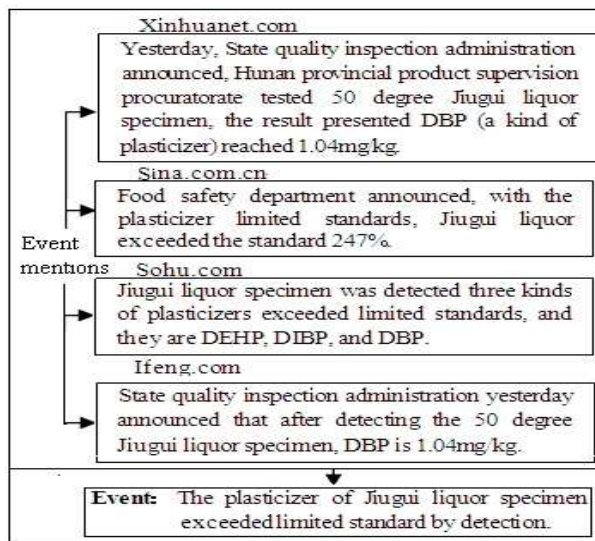 Xinhuanet.com
Yesterday, State quality inspection administration
announced, Hunan provincial product supervision
procuratorate tested 50 degree Jiugui liquor
specimen, the result presented DBP (a kind of
plasticizer) reached 1.04mg/kg.
Sina.com.cn
Food safety department announced, with the
plasticizer limited standards, Jiugui liquor
exceeded the standard 247%.
Event
mentions
Sohu.com
Jiugui liquor specimen was detected three kinds
of plasticizers exceeded limited standards, and
they are DEHP, DIBP, and DBP.
Ifeng.com
State quality inspection administration yesterday
announced that after detecting the 50 degree
Jiugui liquor specimen, DBP is 1.04mg/kg.
Event: The plasticizer of Jiugui liquor specimen
exceeded limited standard by detection.